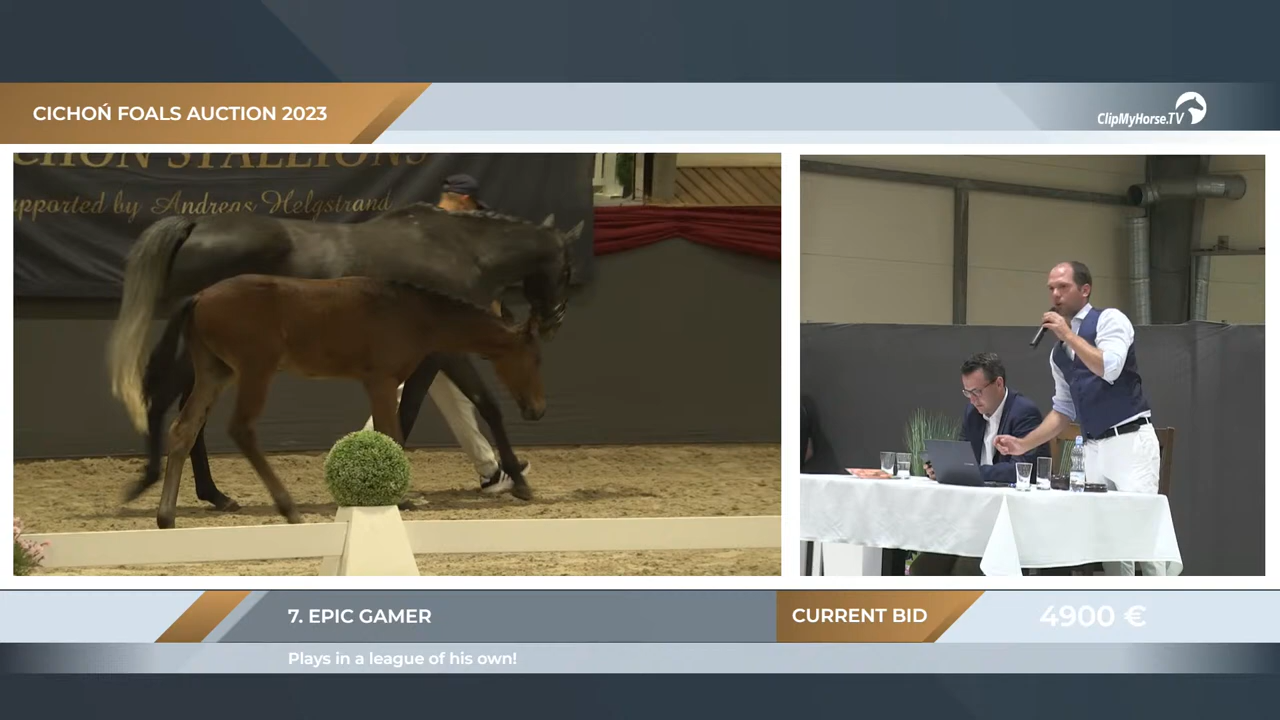 CICHOŃ FOALS AUCTION 2023
ClipMyHorse.TV
CHOŃ STALLIONS
upported by Andreas Helgstrand
7. EPIC GAMER
CURRENT BID
4900 €
Plays in a league of his own!